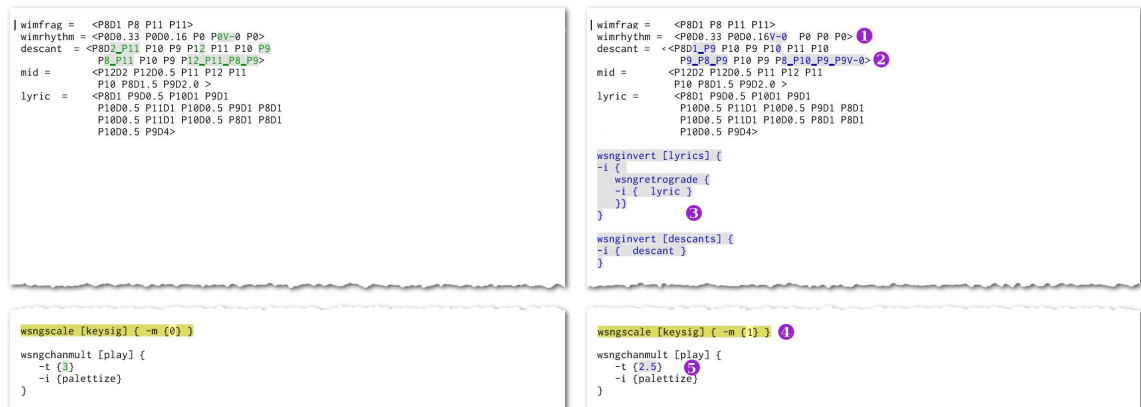 wimfrag = <P8D1 P8 P11 P11>
wimrhythm = <P0D0.33 P0D0.16 P0 P0V-0 P0>
descant = <P8D2_P11 P10 P9 P12 P11 P10 P9
P8_P11 P10 P9 P12_P11_P8_P9>
mid = <P12D2 P12D0.5 P11 P12 P11
P10 P8D1.5 P9D2.0 >
lyric = <P8D1 P9D0.5 P10D1 P9D1
P10D0.5 P11D1 P10D0.5 P9D1 P8D1
P10D0.5 P11D1 P10D0.5 P8D1 P8D1
P10D0.5 P9D4>
wsngscale [keysig] { -m {0} }
wsngchanmult [play] {
-t {3}
-i {palettize}
}
wimfrag = <P8D1 P8 P11 P11>
wimrhythm = <P0D0.33 P0D0.16V-0 P0 P0 P0> 1
descant = <P8D1_P9 P10 P9 P10 P11 P10
P9_P8_P9 P10 P9 P8_P10_P9_P9V-0> 2
mid = <P12D2 P12D0.5 P11 P12 P11
P10 P8D1.5 P9D2.0 >
lyric = <P8D1 P9D0.5 P10D1 P9D1
P10D0.5 P11D1 P10D0.5 P9D1 P8D1
P10D0.5 P11D1 P10D0.5 P8D1 P8D1
P10D0.5 P9D4>
wsnginvert [lyrics] {
-i {
wsngretrograde {
-i { lyric }
}}
} 3
wsnginvert [descants] {
-i { descant }
}
wsngscale [keysig] { -m {1} } 4
wsngchanmult [play] {
-t {2.5} 5
-i {palettize}
}